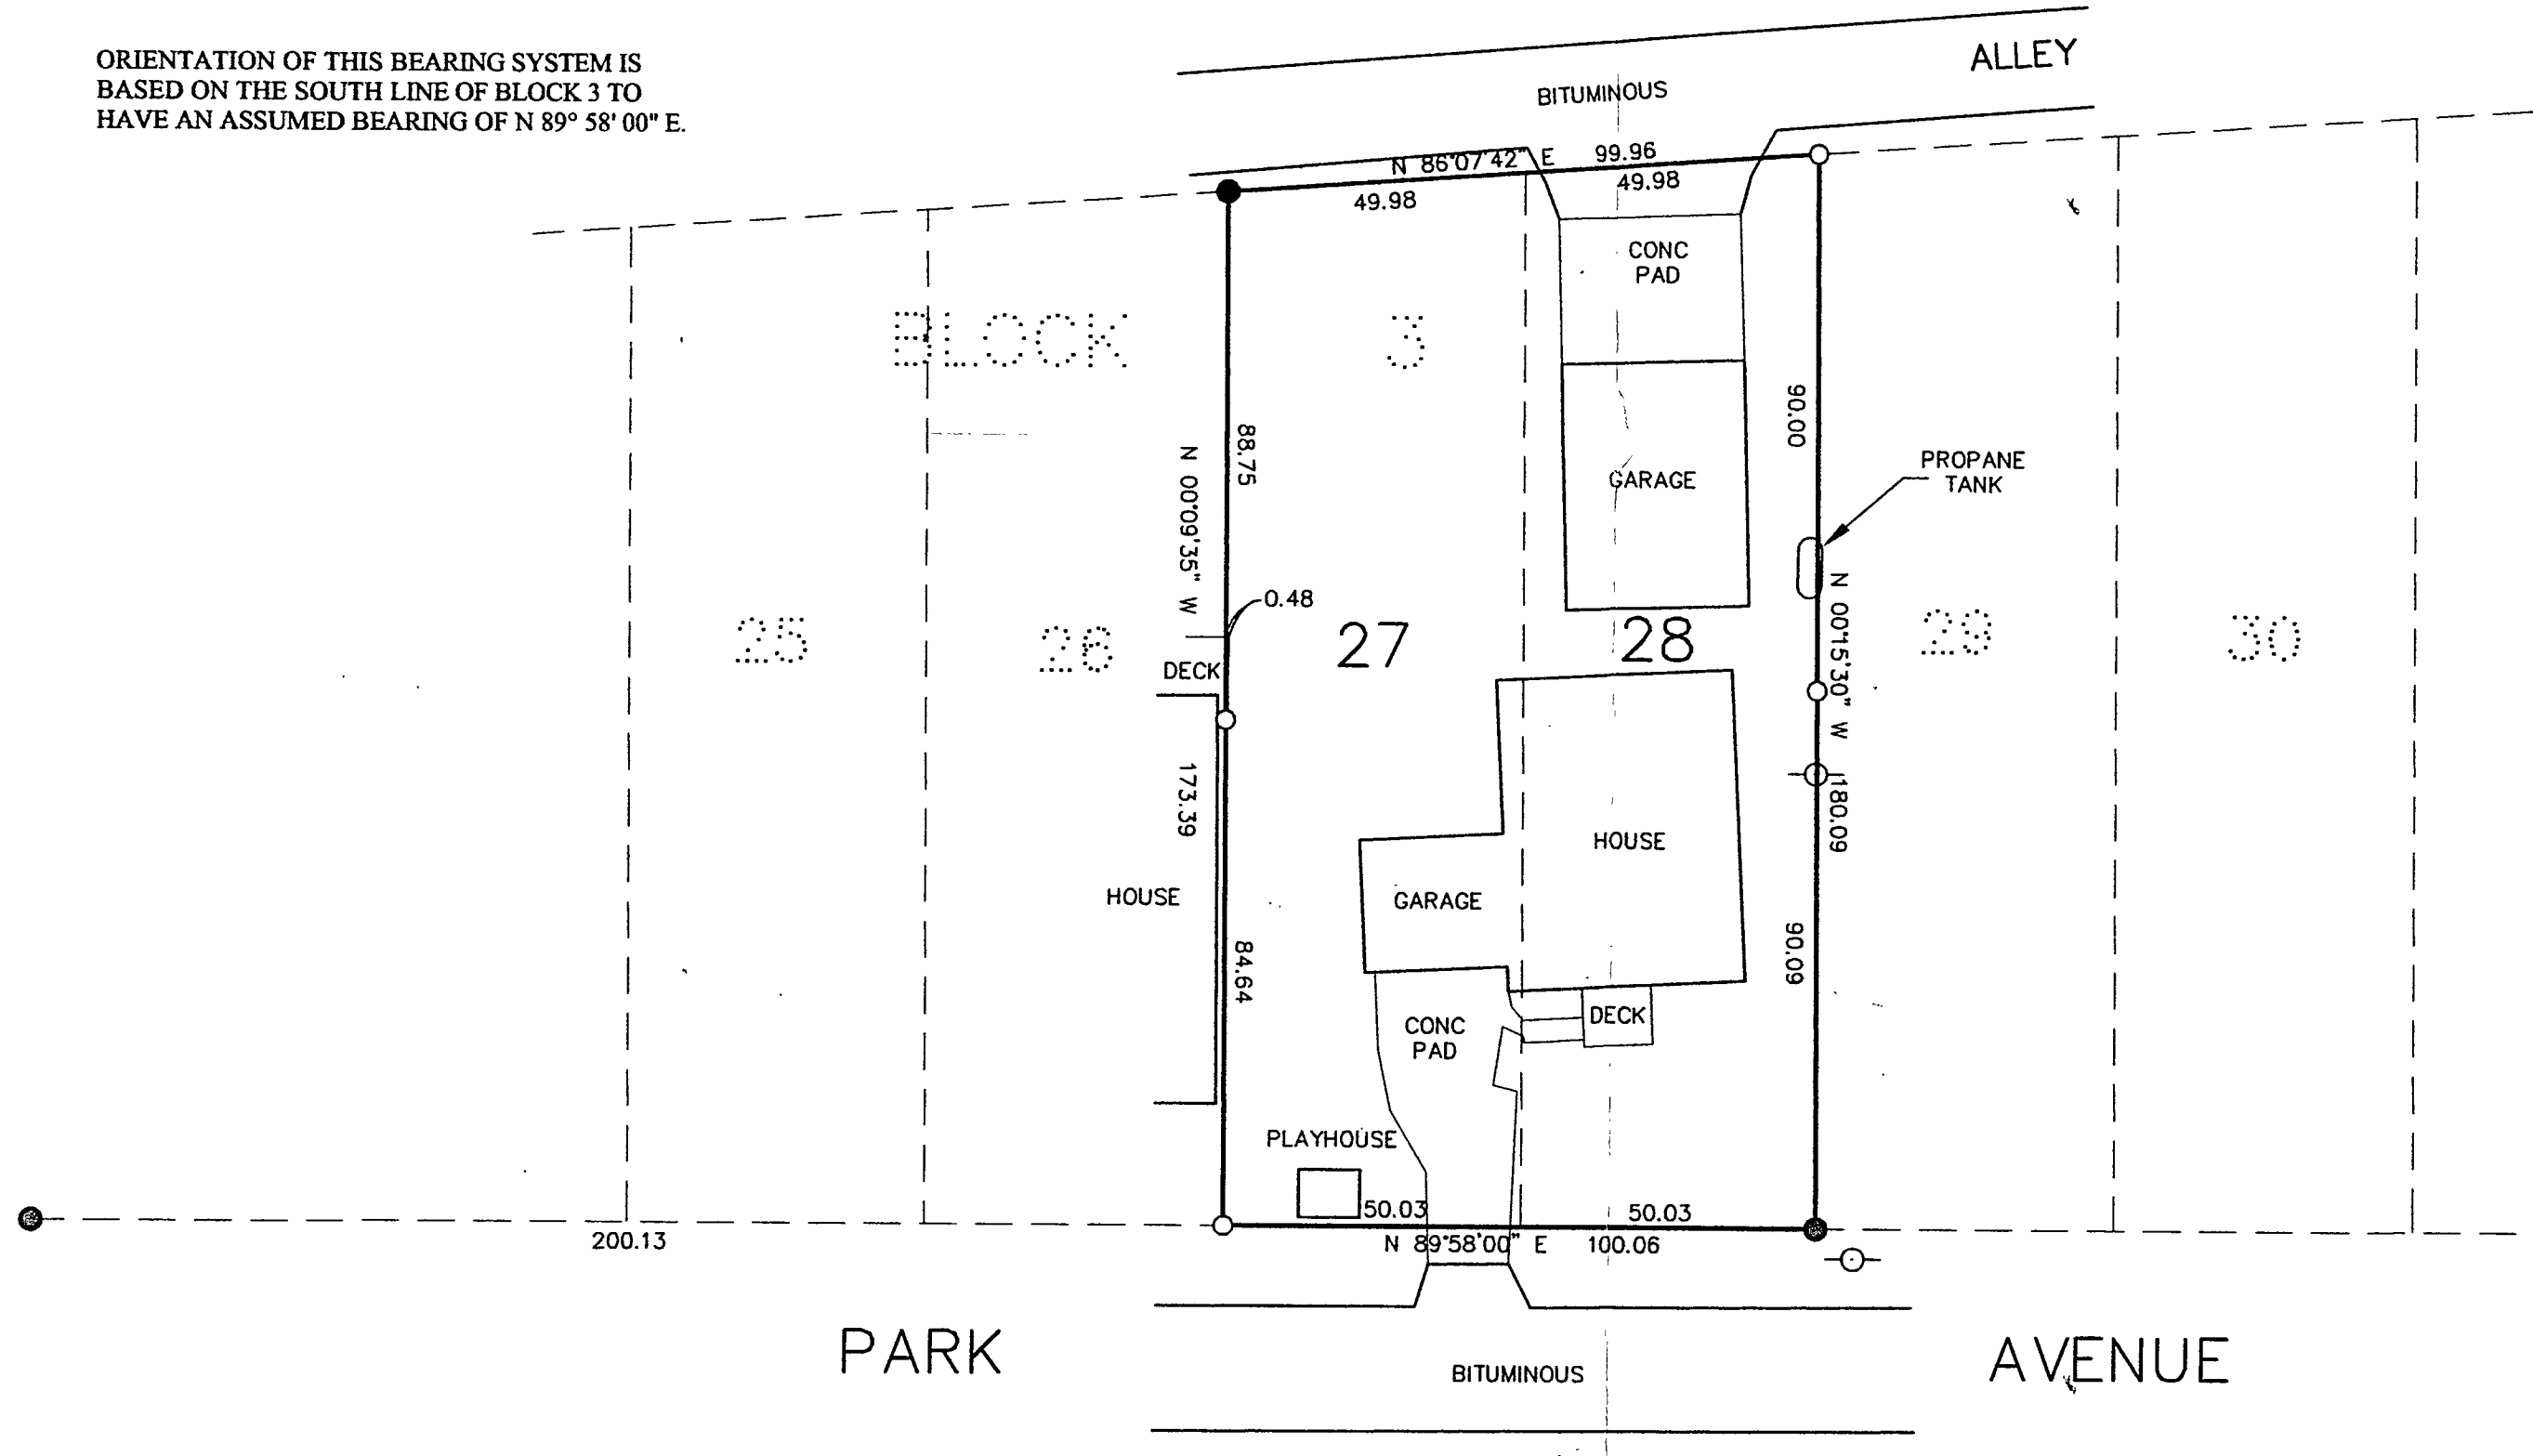 ORIENTATION OF THIS BEARING SYSTEM IS
BASED ON THE SOUTH LINE OF BLOCK 3 TO
HAVE AN ASSUMED BEARING OF N 89° 58' 00" E.
ALLEY
BITUMINOUS
N 86°07'42" E 99.96
49.98
49.98
CONC
PAD
BLOCK 3
88.75
90.00
N 00°09'35" W
GARAGE
PROPANE
TANK
0.48
N 00°15'30" W
25
26
27
28
29
30
DECK
173.39
180.09
HOUSE
HOUSE
GARAGE
84.64
90.09
DECK
CONC
PAD
PLAYHOUSE
50.03
50.03
200.13
N 89°58'00" E 100.06
PARK AVENUE
BITUMINOUS